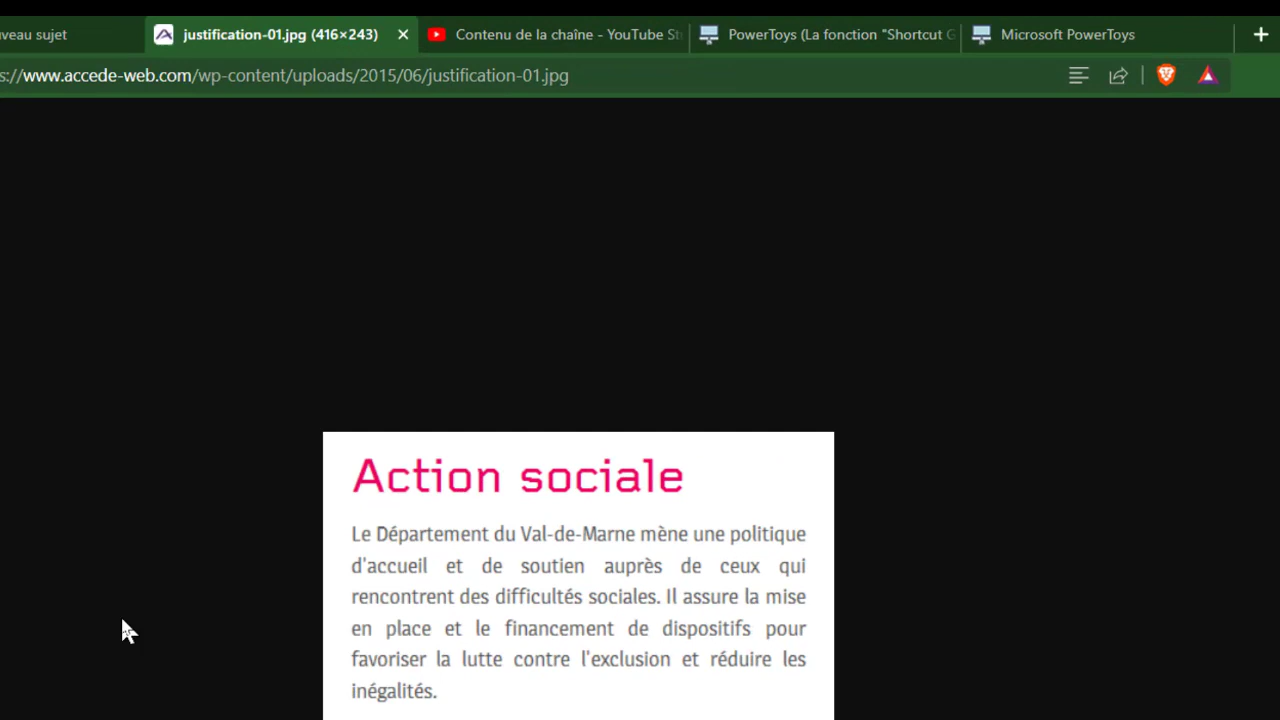 veau sujet
justification-01.jpg (416×243)
Contenu de la chaîne - YouTube St
PowerToys (La fonction "Shortcut G
Microsoft PowerToys
s://www.accede-web.com/wp-content/uploads/2015/06/justification-01.jpg
Action sociale
Le Département du Val-de-Marne mène une politique
d'accueil et de soutien auprès de ceux qui
rencontrent des difficultés sociales. Il assure la mise
en place et le financement de dispositifs pour
favoriser la lutte contre l'exclusion et réduire les
inégalités.